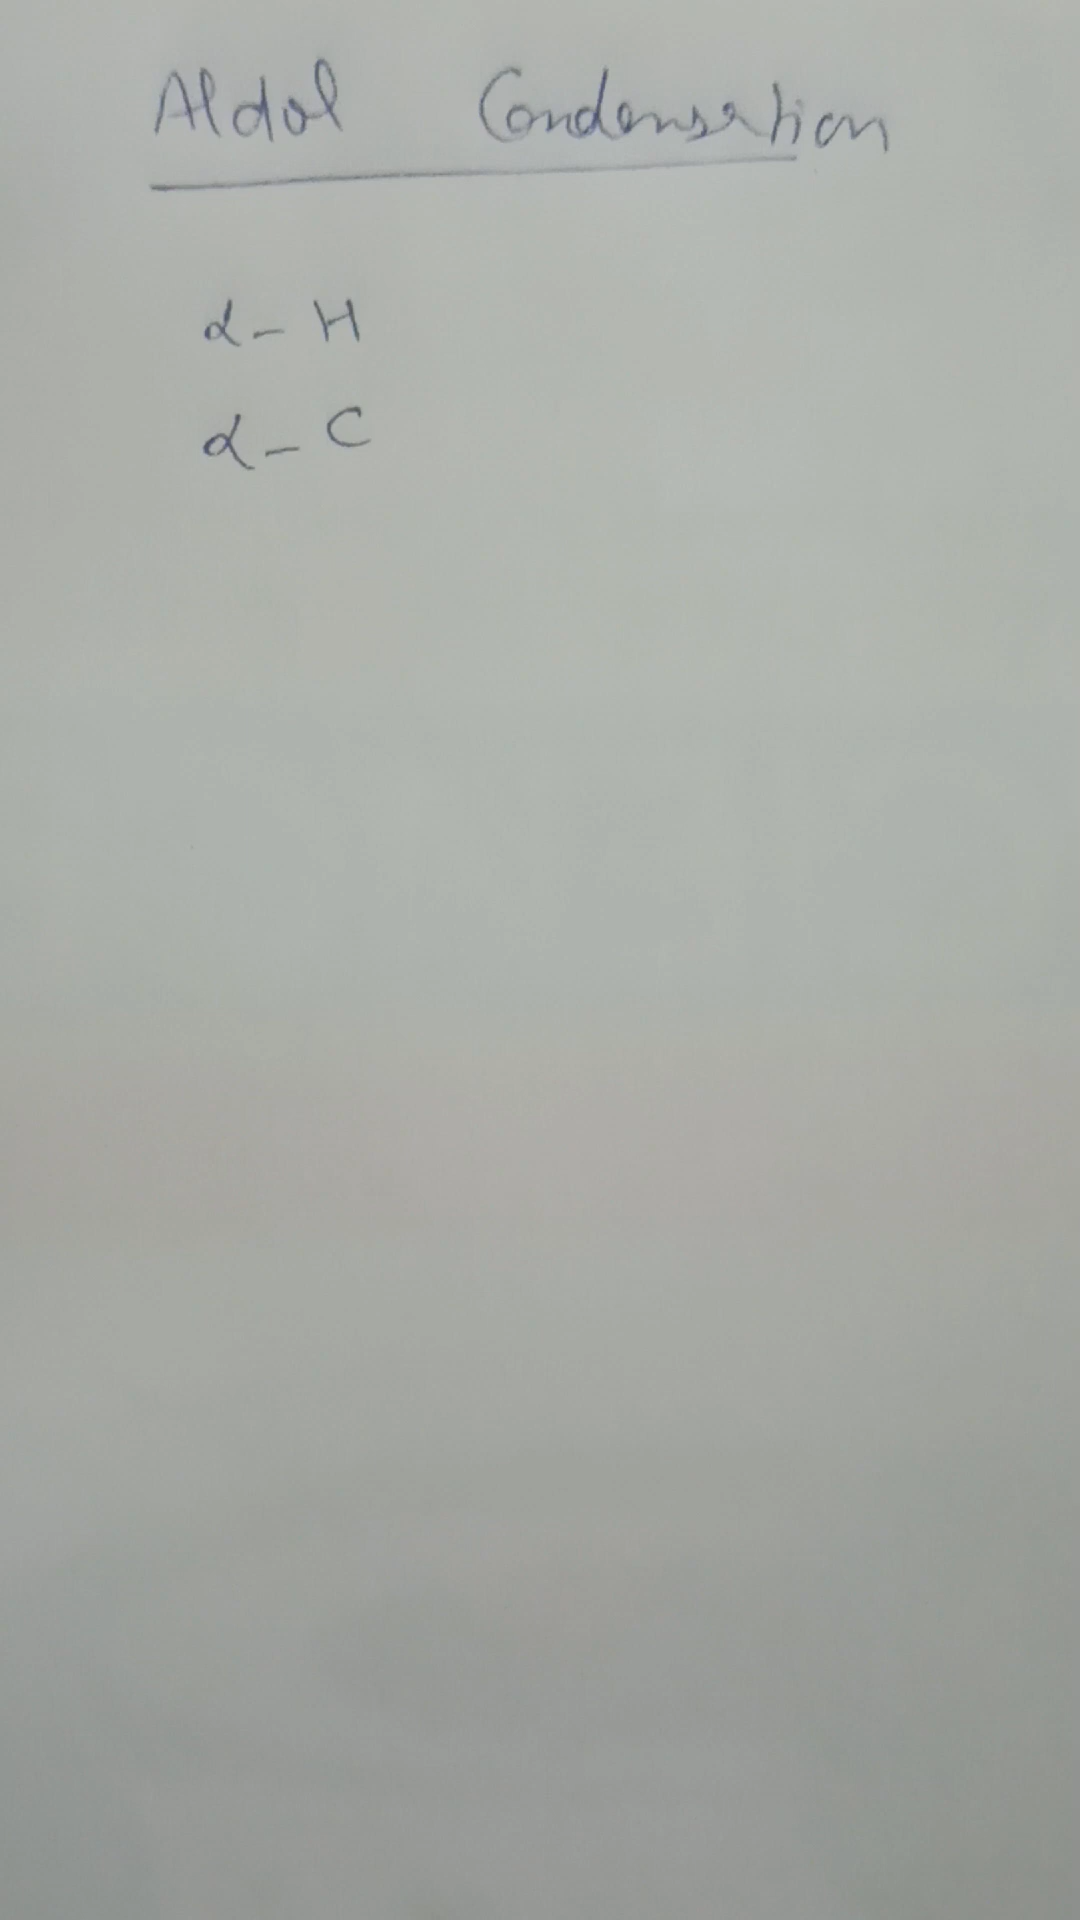 Aldol Condensation
α - H
α - C